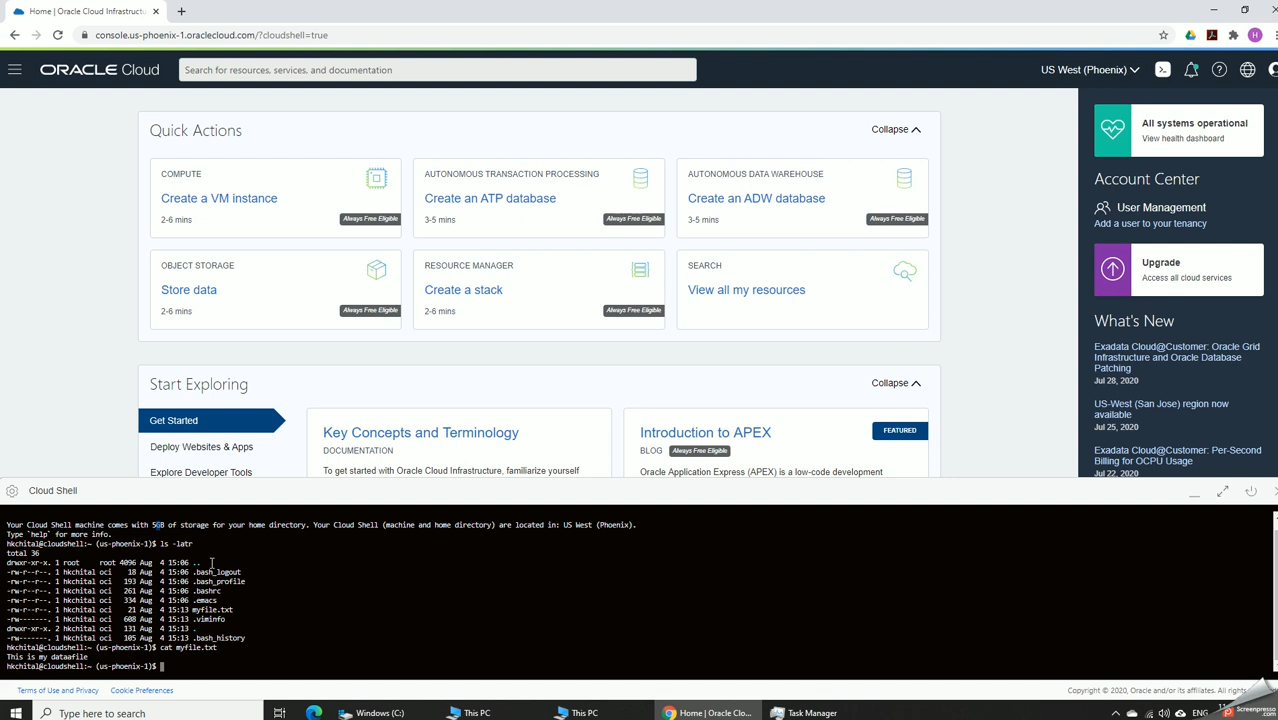 Home | Oracle Cloud Infrastruct
console.us-phoenix-1.oraclecloud.com/?cloudshell=true
H
ORACLE Cloud
Search for resources, services, and documentation
US West (Phoenix)
Quick Actions
Collapse
COMPUTE
Create a VM instance
2-6 mins
Always Free Eligible
AUTONOMOUS TRANSACTION PROCESSING
Create an ATP database
3-5 mins
Always Free Eligible
AUTONOMOUS DATA WAREHOUSE
Create an ADW database
3-5 mins
Always Free Eligible
OBJECT STORAGE
Store data
2-6 mins
Always Free Eligible
RESOURCE MANAGER
Create a stack
2-6 mins
Always Free Eligible
SEARCH
View all my resources
Start Exploring
Collapse
Get Started
Deploy Websites & Apps
Explore Developer Tools
Key Concepts and Terminology
DOCUMENTATION
To get started with Oracle Cloud Infrastructure, familiarize yourself
Introduction to APEX
FEATURED
BLOG
Always Free Eligible
Oracle Application Express (APEX) is a low-code development
All systems operational
View health dashboard
Account Center
User Management
Add a user to your tenancy
Upgrade
Access all cloud services
What's New
Exadata Cloud@Customer: Oracle Grid
Infrastructure and Oracle Database
Patching
Jul 28, 2020
US-West (San Jose) region now
available
Jul 25, 2020
Exadata Cloud@Customer: Per-Second
Billing for OCPU Usage
Jul 22, 2020
Cloud Shell
Your Cloud Shell machine comes with 5GB of storage for your home directory. Your Cloud Shell (machine and home directory) are located in: US West (Phoenix).
Type `help` for more info.
hkchital@cloudshell:~ (us-phoenix-1)$ ls -latr
total 36
drwxr-xr-x. 1 root     root 4096 Aug  4 15:06 ..
-rw-r--r--. 1 hkchital oci    18 Aug  4 15:06 .bash_logout
-rw-r--r--. 1 hkchital oci   193 Aug  4 15:06 .bash_profile
-rw-r--r--. 1 hkchital oci   261 Aug  4 15:06 .bashrc
-rw-r--r--. 1 hkchital oci   334 Aug  4 15:06 .emacs
-rw-r--r--. 1 hkchital oci    21 Aug  4 15:13 myfile.txt
-rw-------. 1 hkchital oci   608 Aug  4 15:13 .viminfo
drwxr-xr-x. 2 hkchital oci   131 Aug  4 15:13 .
-rw-------. 1 hkchital oci   105 Aug  4 15:13 .bash_history
hkchital@cloudshell:~ (us-phoenix-1)$ cat myfile.txt
This is my dataafile
hkchital@cloudshell:~ (us-phoenix-1)$
Terms of Use and Privacy
Cookie Preferences
Copyright © 2020, Oracle and/or its affiliates. All rights
Type here to search
Windows (C:)
This PC
This PC
Home | Oracle Clo...
Task Manager
ENG
Screenpresso
.com